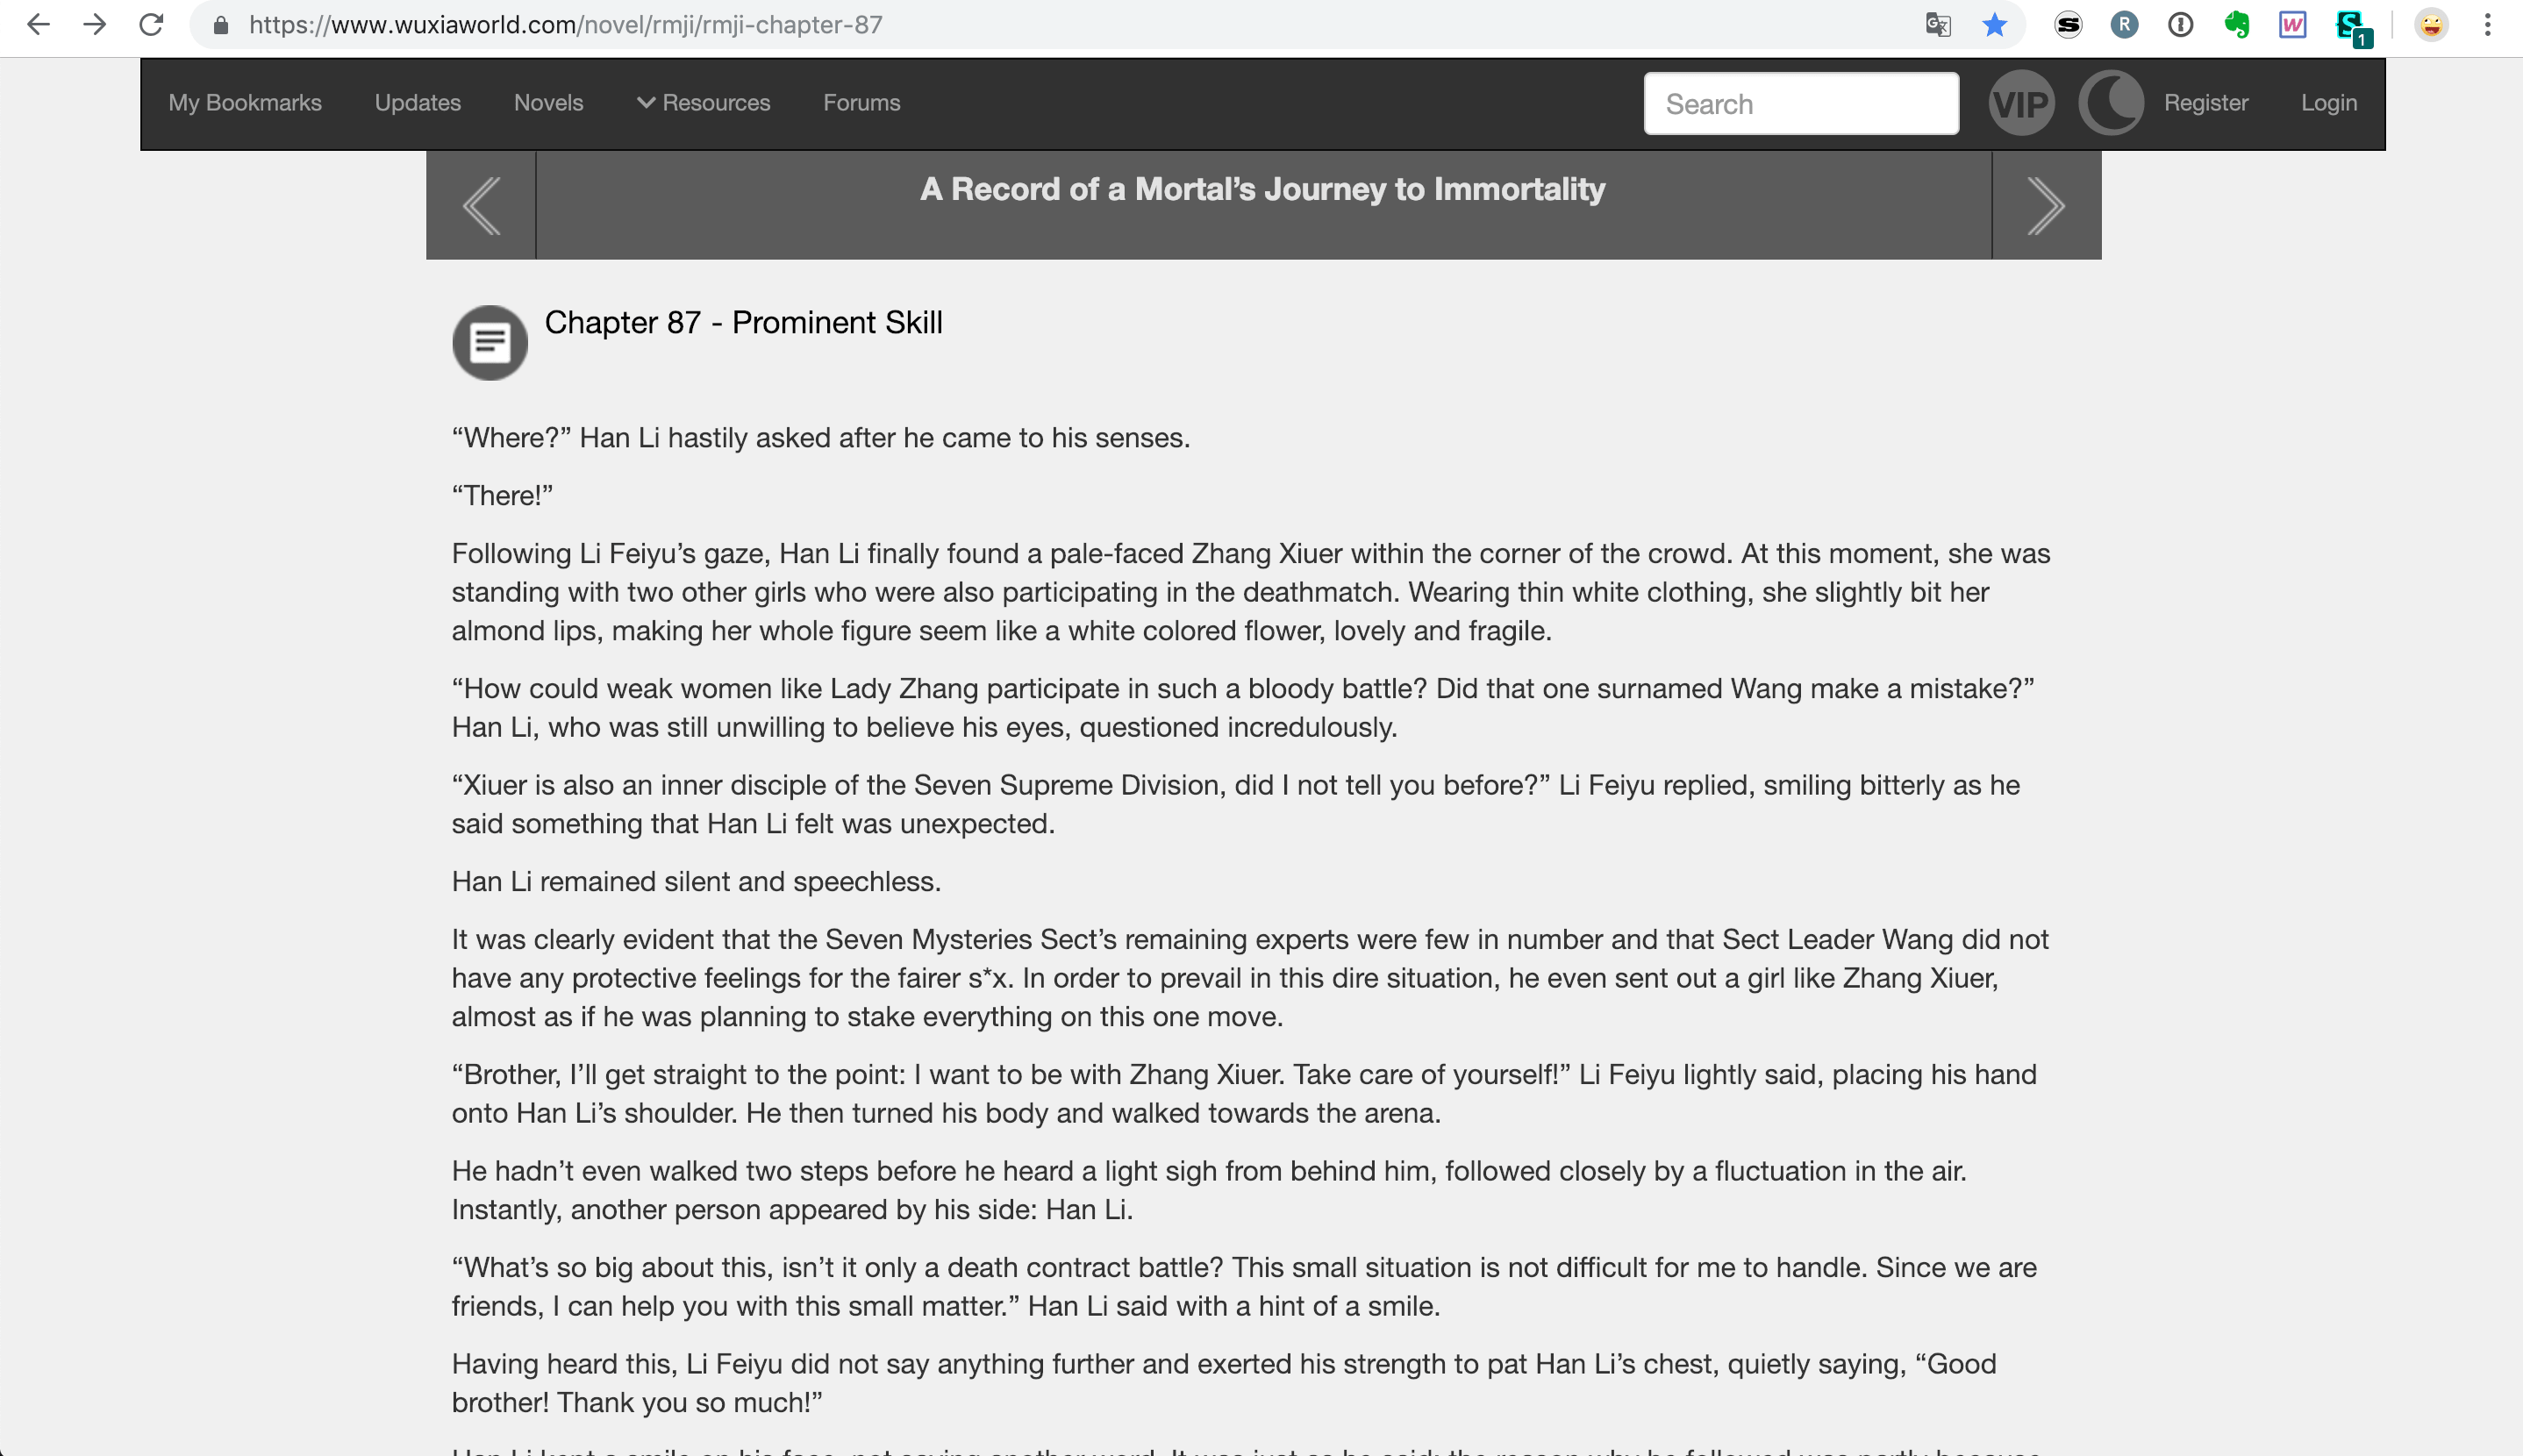 https://www.wuxiaworld.com/novel/rmji/rmji-chapter-87
R
W
S
1
My Bookmarks Updates Novels Resources Forums Search VIP Register Login
A Record of a Mortal’s Journey to Immortality
Chapter 87 - Prominent Skill
“Where?” Han Li hastily asked after he came to his senses.
“There!”
Following Li Feiyu’s gaze, Han Li finally found a pale-faced Zhang Xiuer within the corner of the crowd. At this moment, she was
standing with two other girls who were also participating in the deathmatch. Wearing thin white clothing, she slightly bit her
almond lips, making her whole figure seem like a white colored flower, lovely and fragile.
“How could weak women like Lady Zhang participate in such a bloody battle? Did that one surnamed Wang make a mistake?”
Han Li, who was still unwilling to believe his eyes, questioned incredulously.
“Xiuer is also an inner disciple of the Seven Supreme Division, did I not tell you before?” Li Feiyu replied, smiling bitterly as he
said something that Han Li felt was unexpected.
Han Li remained silent and speechless.
It was clearly evident that the Seven Mysteries Sect’s remaining experts were few in number and that Sect Leader Wang did not
have any protective feelings for the fairer s*x. In order to prevail in this dire situation, he even sent out a girl like Zhang Xiuer,
almost as if he was planning to stake everything on this one move.
“Brother, I’ll get straight to the point: I want to be with Zhang Xiuer. Take care of yourself!” Li Feiyu lightly said, placing his hand
onto Han Li’s shoulder. He then turned his body and walked towards the arena.
He hadn’t even walked two steps before he heard a light sigh from behind him, followed closely by a fluctuation in the air.
Instantly, another person appeared by his side: Han Li.
“What’s so big about this, isn’t it only a death contract battle? This small situation is not difficult for me to handle. Since we are
friends, I can help you with this small matter.” Han Li said with a hint of a smile.
Having heard this, Li Feiyu did not say anything further and exerted his strength to pat Han Li’s chest, quietly saying, “Good
brother! Thank you so much!”